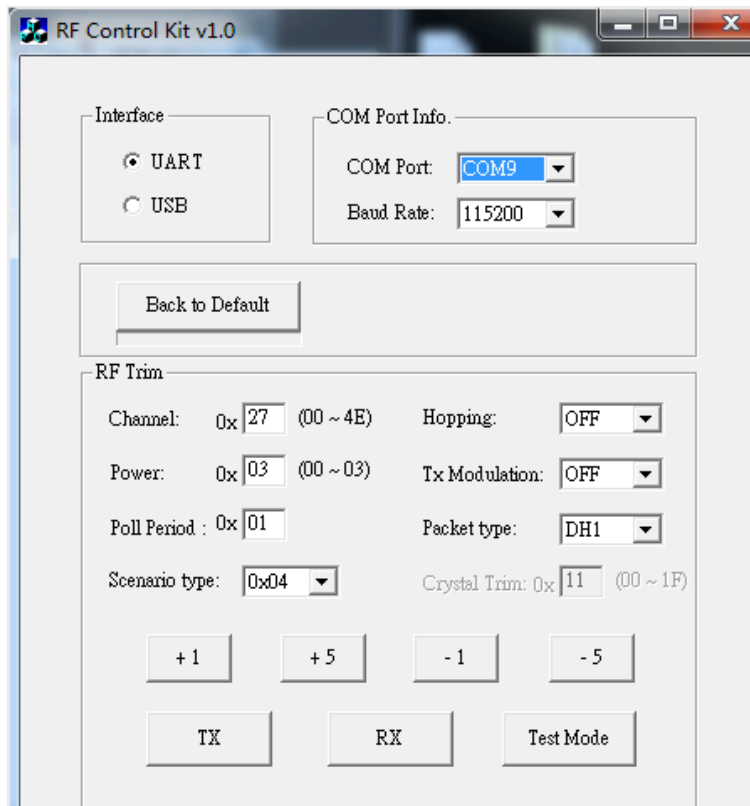 RF Control Kit v1.0
Interface
UART
USB
COM Port Info.
COM Port: COM9
Baud Rate: 115200
Back to Default
RF Trim
Channel: 0x 27 (00 ~ 4E) Hopping: OFF
Power: 0x 03 (00 ~ 03) Tx Modulation: OFF
Poll Period : 0x 01 Packet type: DH1
Scenario type: 0x04 Crystal Trim: 0x 11 (00 ~ 1F)
+ 1 + 5 - 1 - 5
TX RX Test Mode